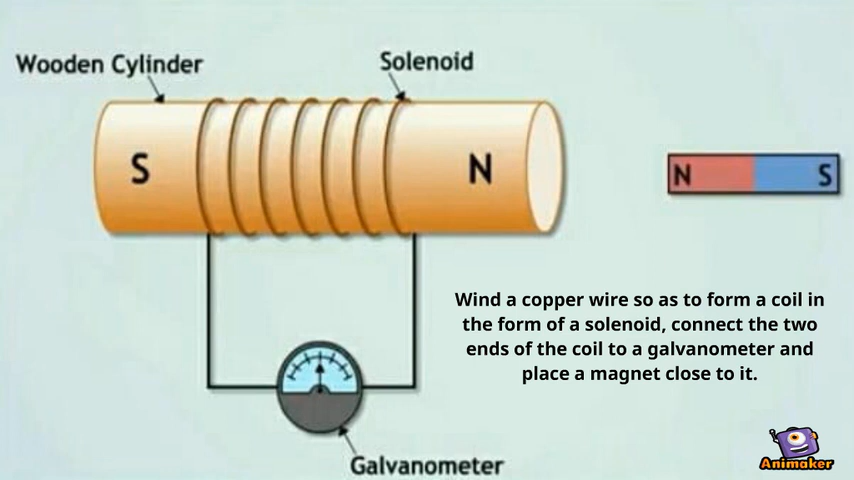 Wooden Cylinder
Solenoid
S
N
N
S
Wind a copper wire so as to form a coil in
the form of a solenoid, connect the two
ends of the coil to a galvanometer and
place a magnet close to it.
Galvanometer
Animaker